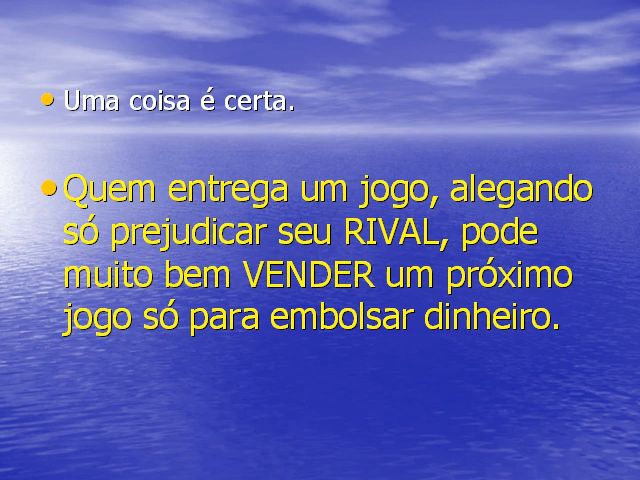 Uma coisa é certa.
Quem entrega um jogo, alegando
só prejudicar seu RIVAL, pode
muito bem VENDER um próximo
jogo só para embolsar dinheiro.